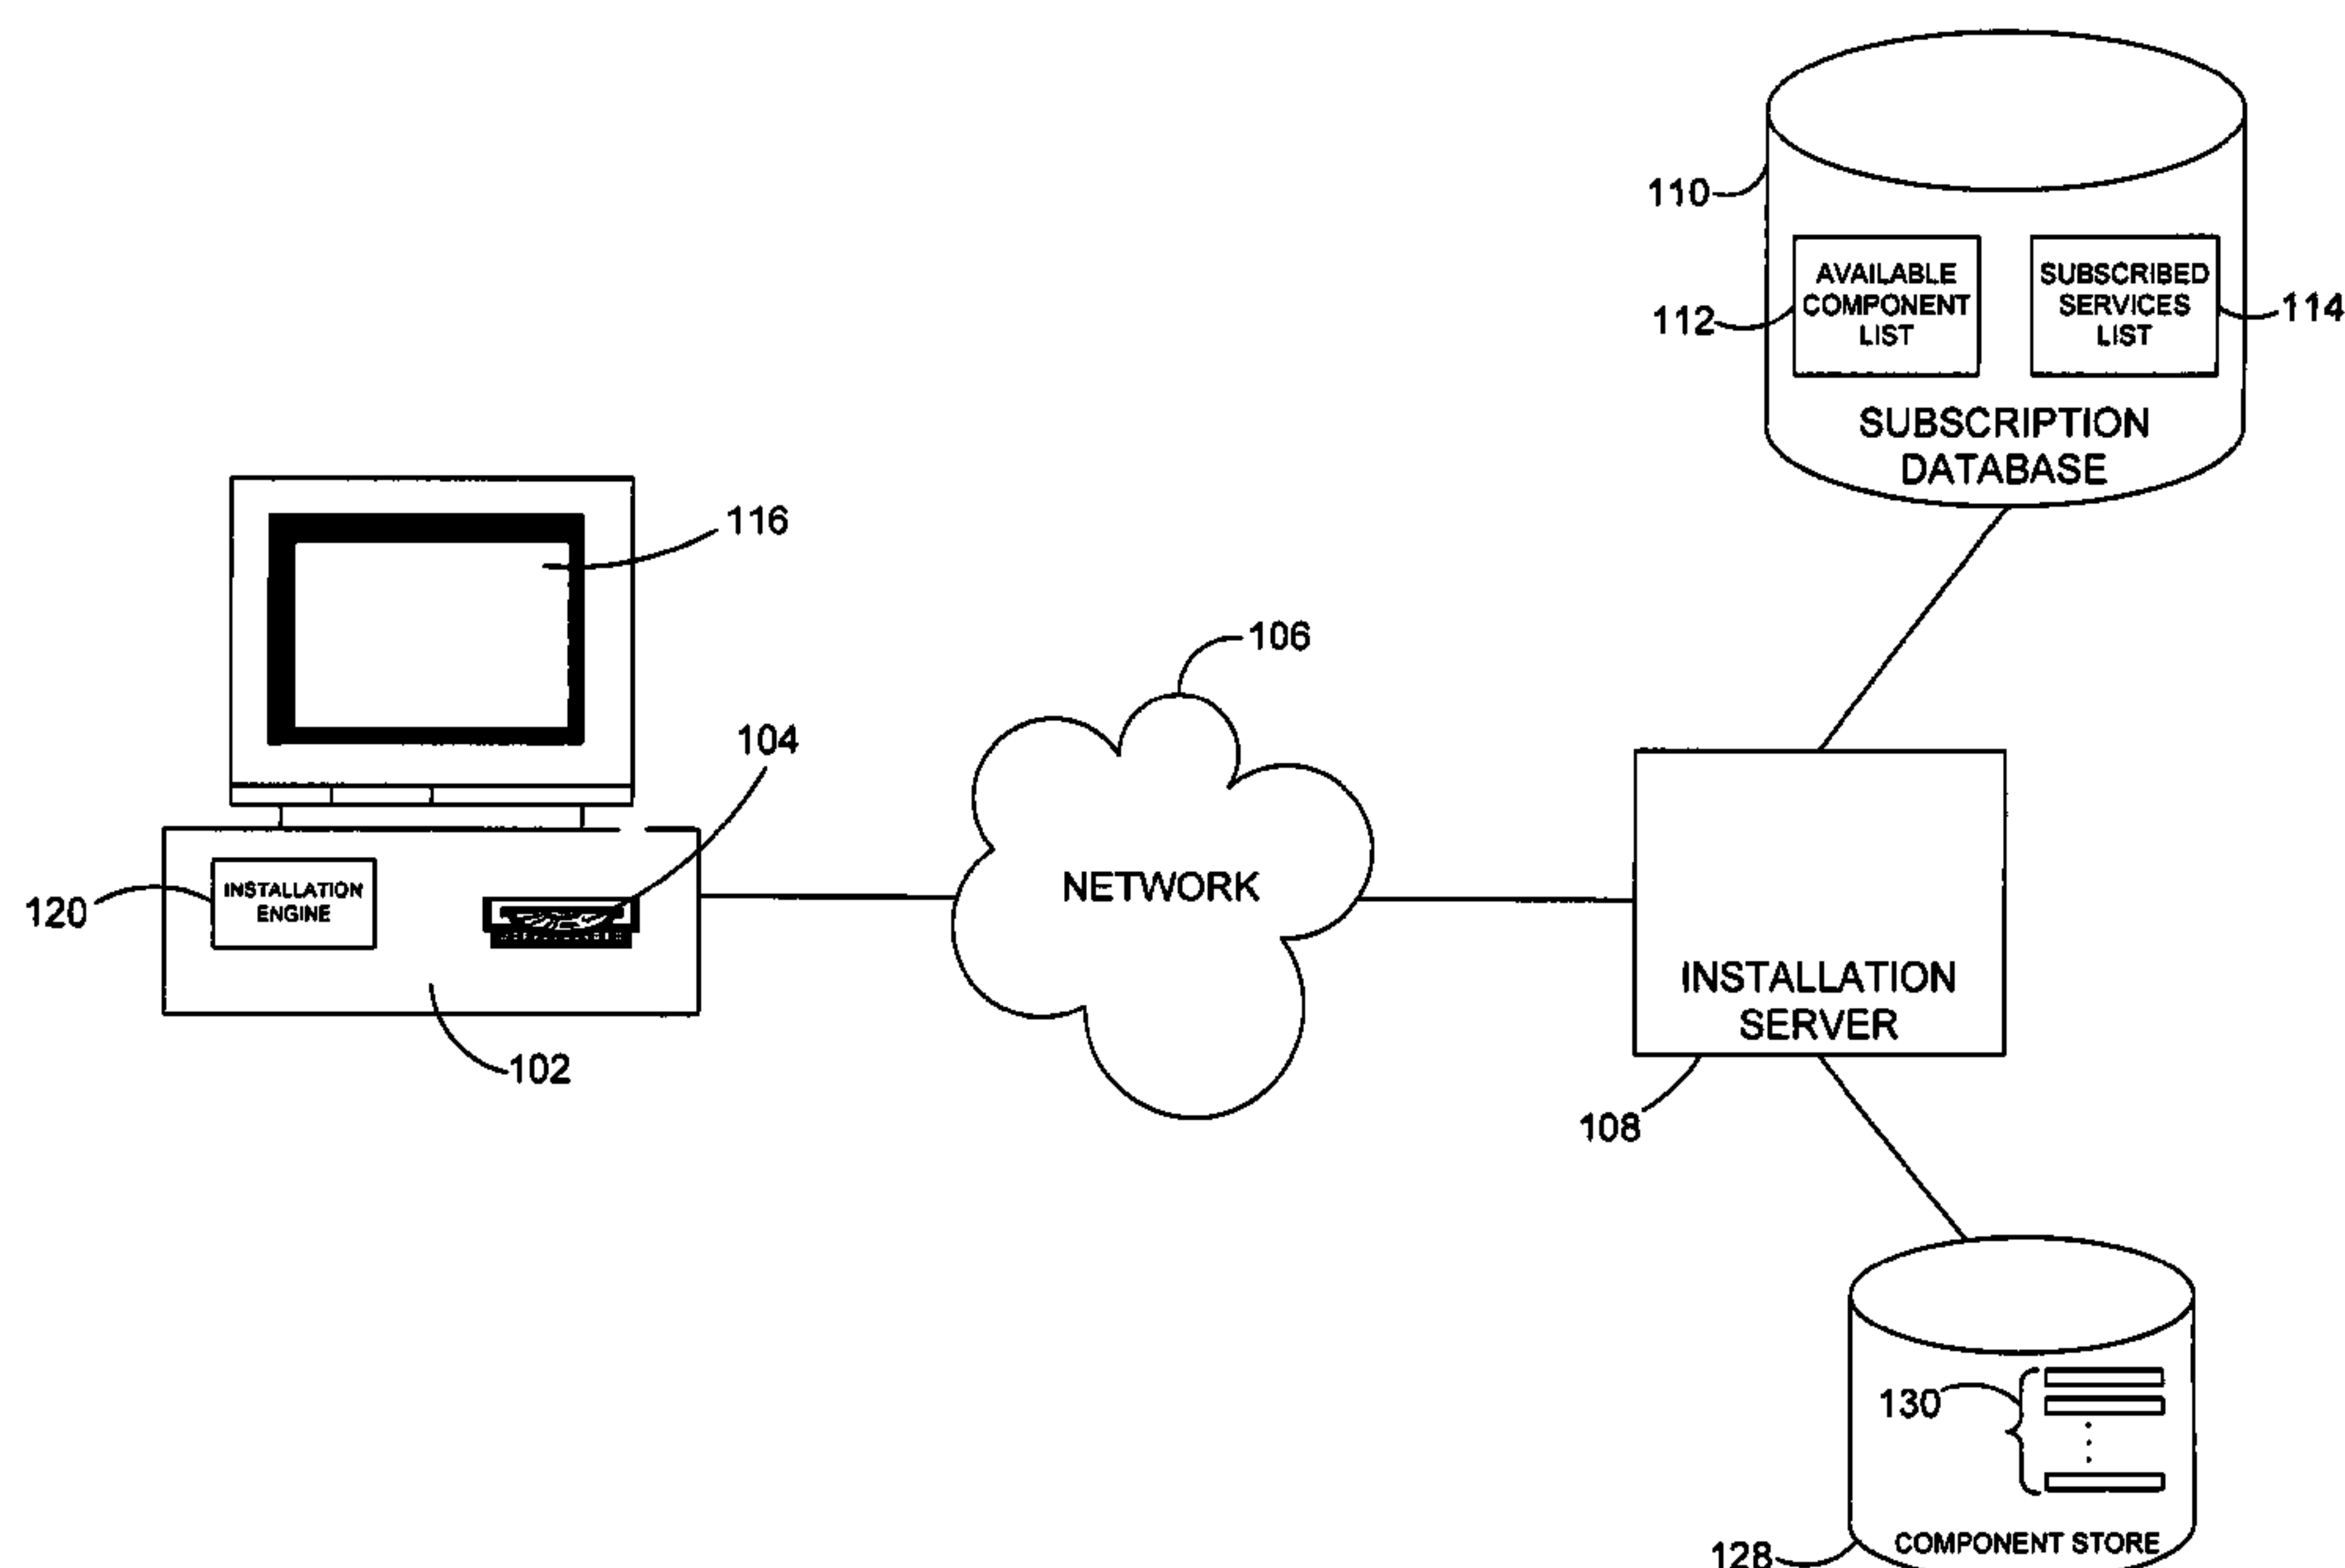 110
AVAILABLE
COMPONENT
LIST
SUBSCRIBED
SERVICES
LIST
112
114
SUBSCRIPTION
DATABASE
116
106
104
NETWORK
120
INSTALLATION
ENGINE
102
INSTALLATION
SERVER
108
130
COMPONENT STORE
128